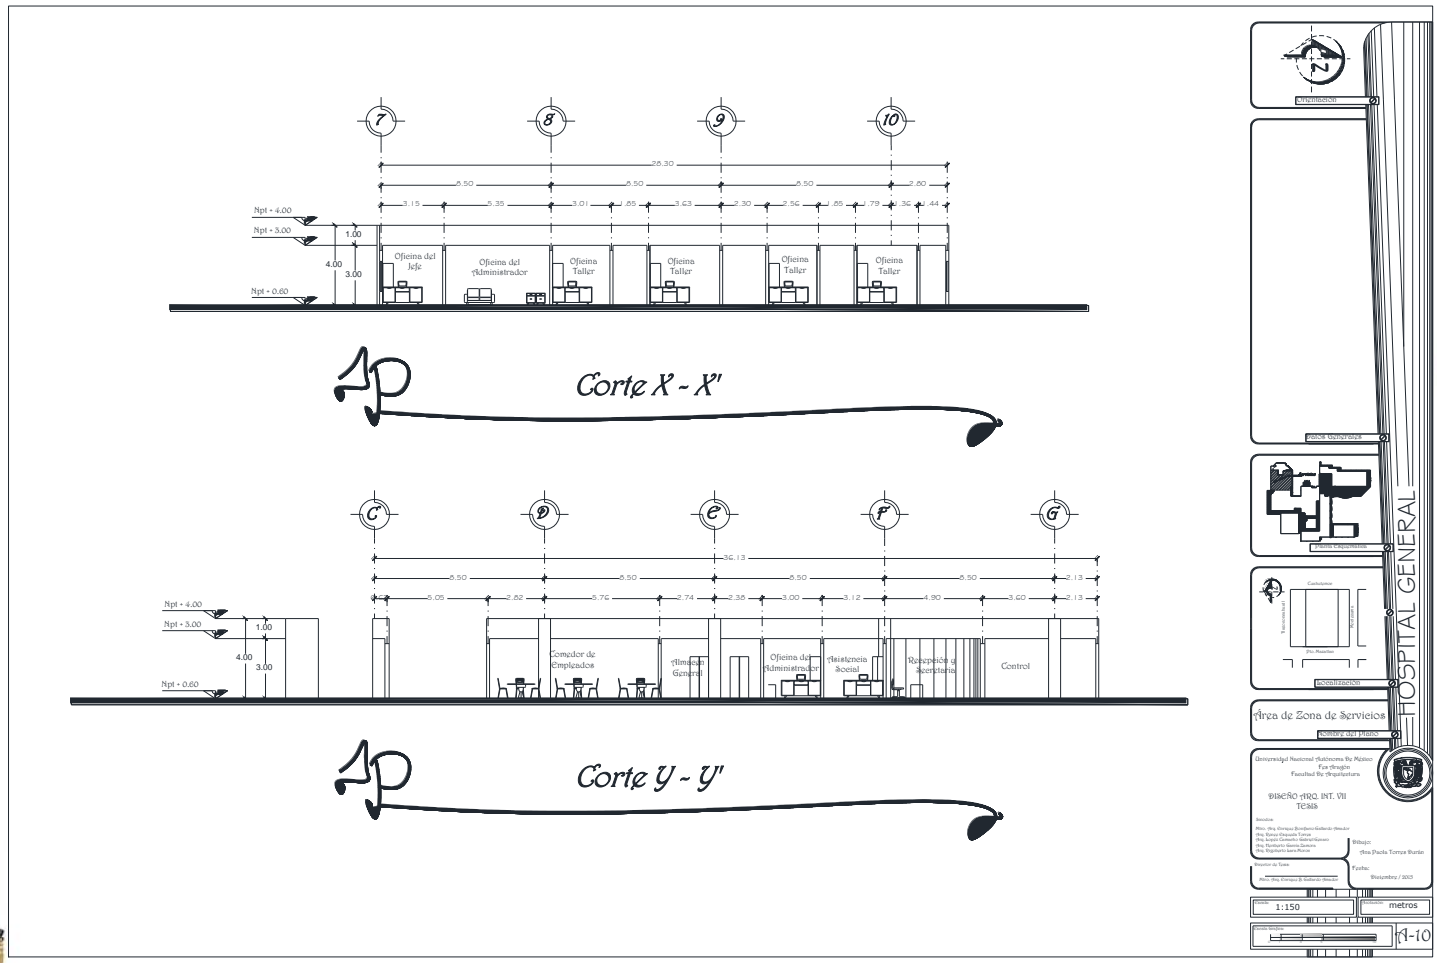 7 8 9 10
28.30
8.50 8.50 8.50 2.80
3.15 5.35 3.01 1.85 3.63 2.30 2.56 1.85 1.79 1.36 1.44
Npt + 4.00
Npt + 3.00
1.00
4.00
3.00
Npt + 0.60
Oficina del
Jefe
Oficina del
Administrador
Oficina
Taller
Oficina
Taller
Oficina
Taller
Oficina
Taller
Corte X - X'
C D E F G
36.13
8.50 8.50 8.50 8.50 2.13
5.05 2.82 5.76 2.74 2.38 3.00 3.12 4.90 3.60 2.13
Npt + 4.00
Npt + 3.00
1.00
4.00
3.00
Npt + 0.60
Comedor de
Empleados
Almacen
General
Oficina del
Administrador
Asistencia
Social
Recepción y
Secretaria
Control
Corte Y - Y'
Orientación
Datos Generales
Localización
Área de Zona de Servicios
Nombre del Plano
HOSPITAL GENERAL
Universidad Nacional Autónoma De México
Fes Aragón
Facultad De Arquitectura
DISEÑO ARQ. INT. VII
TESIS
Dibujo:
Ana Paola Torres Durán
Fecha:
Diciembre / 2013
1:150
metros
A-10